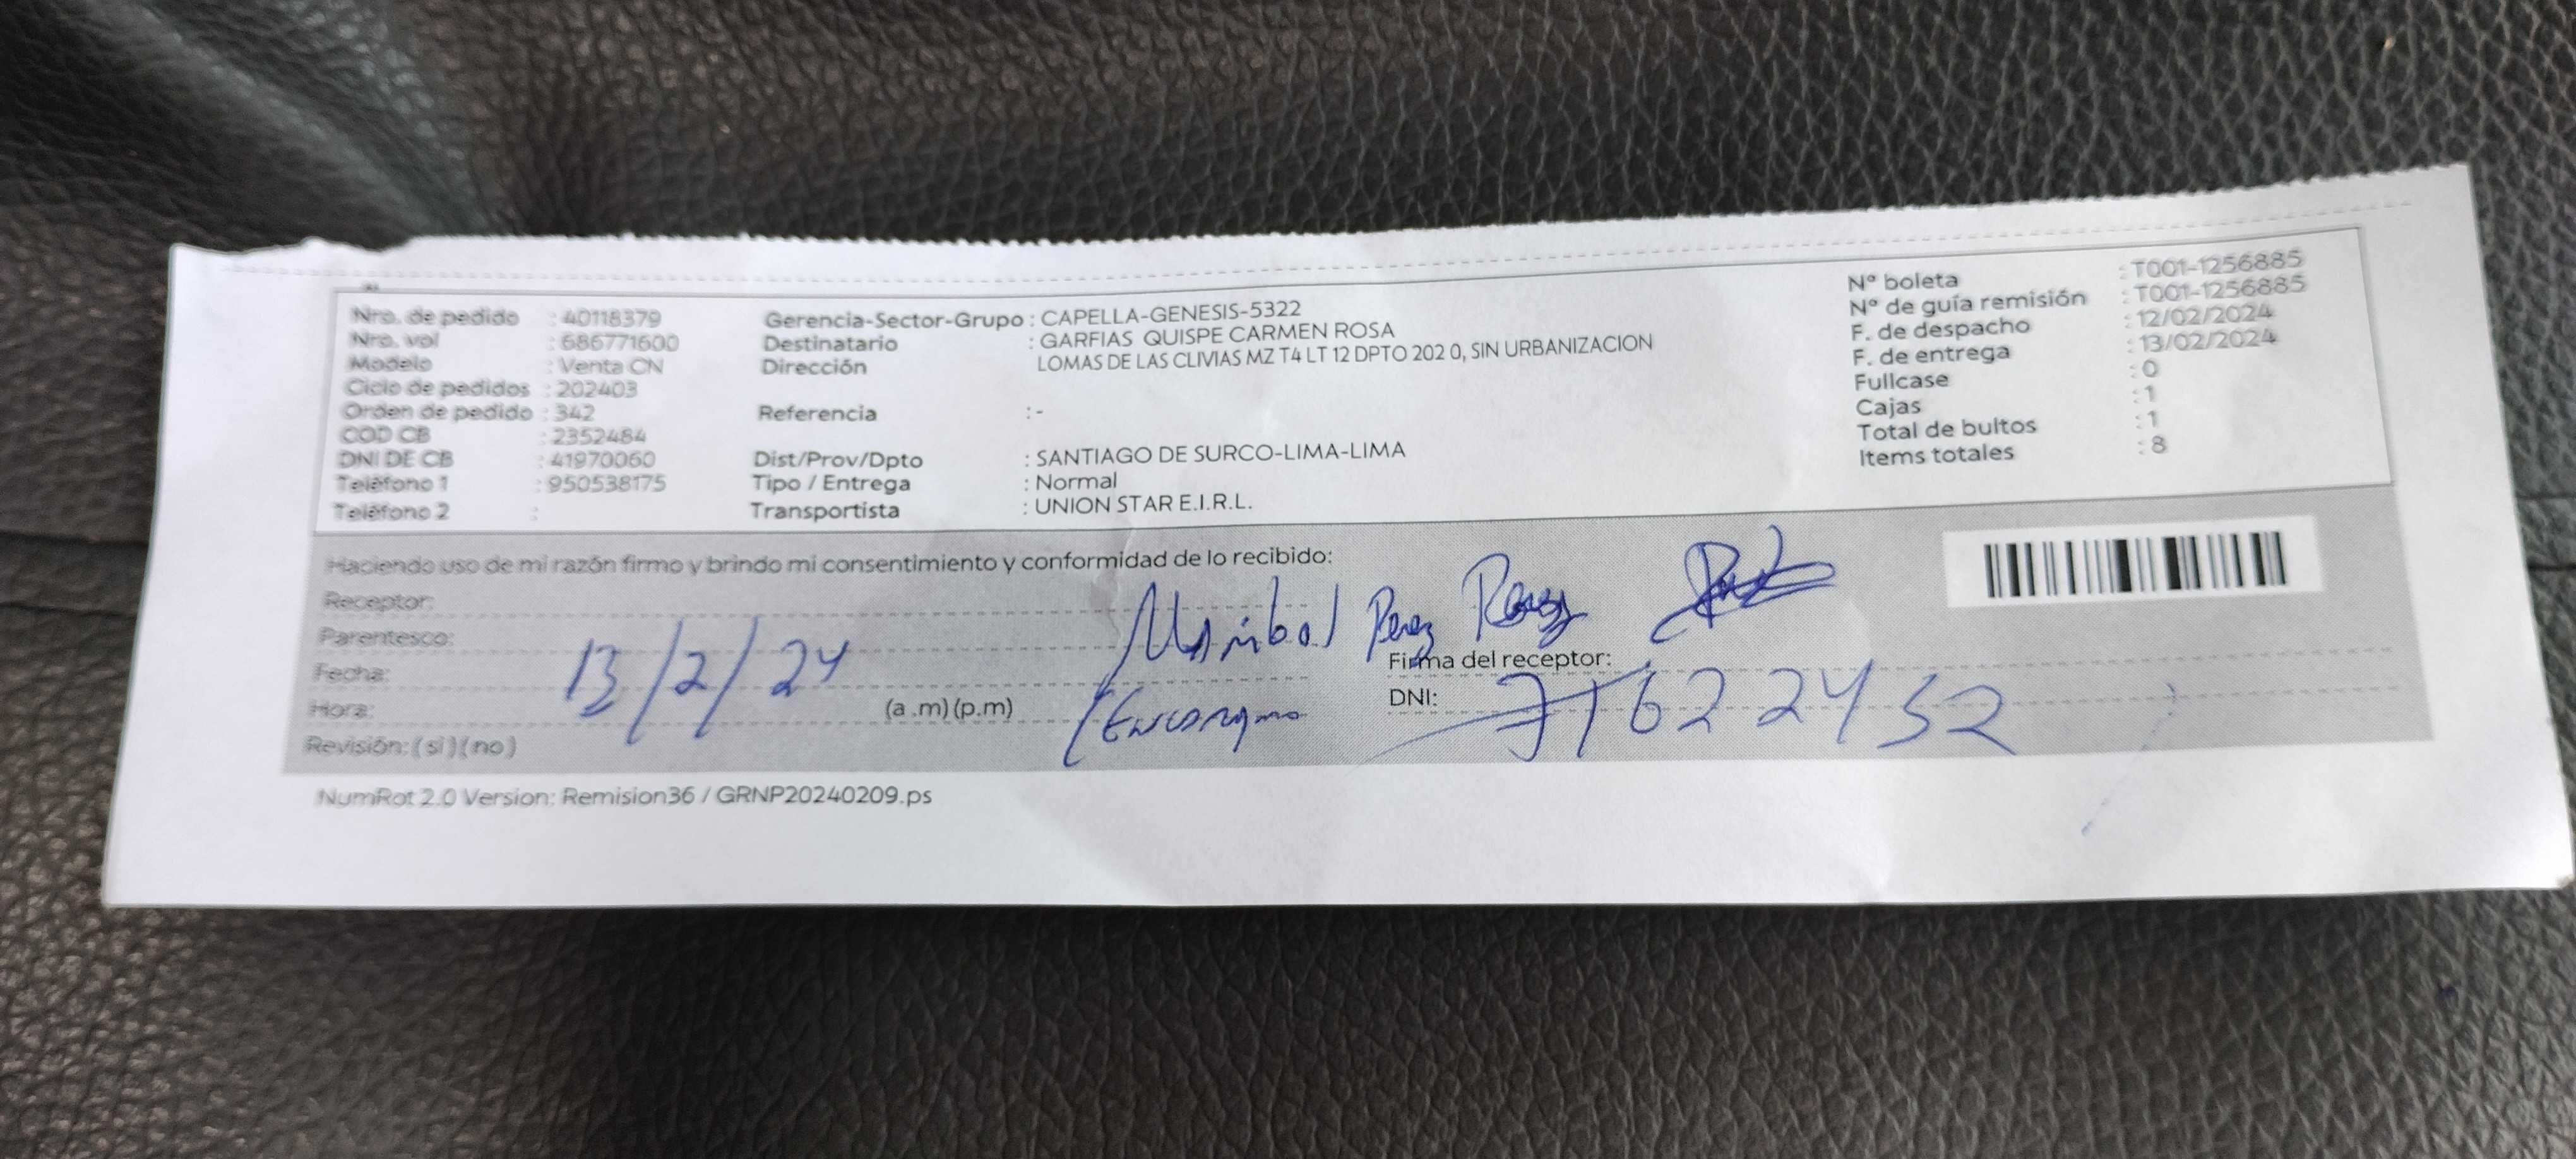 Nro. de pedido : 40118379
Nro. vol : 686771600
Modelo : Venta CN
Ciclo de pedidos : 202403
Orden de pedido : 342
COD CB : 2352484
DNI DE CB : 41970060
Teléfono 1 : 950538175
Teléfono 2 :
Gerencia-Sector-Grupo : CAPELLA-GENESIS-5322
Destinatario : GARFIAS QUISPE CARMEN ROSA
Dirección LOMAS DE LAS CLIVIAS MZ T4 LT 12 DPTO 202 0, SIN URBANIZACION
Referencia : -
Dist/Prov/Dpto : SANTIAGO DE SURCO-LIMA-LIMA
Tipo / Entrega : Normal
Transportista : UNION STAR E.I.R.L.
Nº boleta : T001-1256885
Nº de guía remisión : T001-1256885
F. de despacho : 12/02/2024
F. de entrega : 13/02/2024
Fullcase : 0
Cajas : 1
Total de bultos : 1
Items totales : 8
Haciendo uso de mi razón firmo y brindo mi consentimiento y conformidad de lo recibido:
Receptor:
Parentesco:
Fecha: 13/2/24
Hora: (a .m) (p.m)
Revisión: ( si ) ( no )
Perez
Firma del receptor:
DNI: 71622452
NumRot 2.0 Version: Remision36 / GRNP20240209.ps